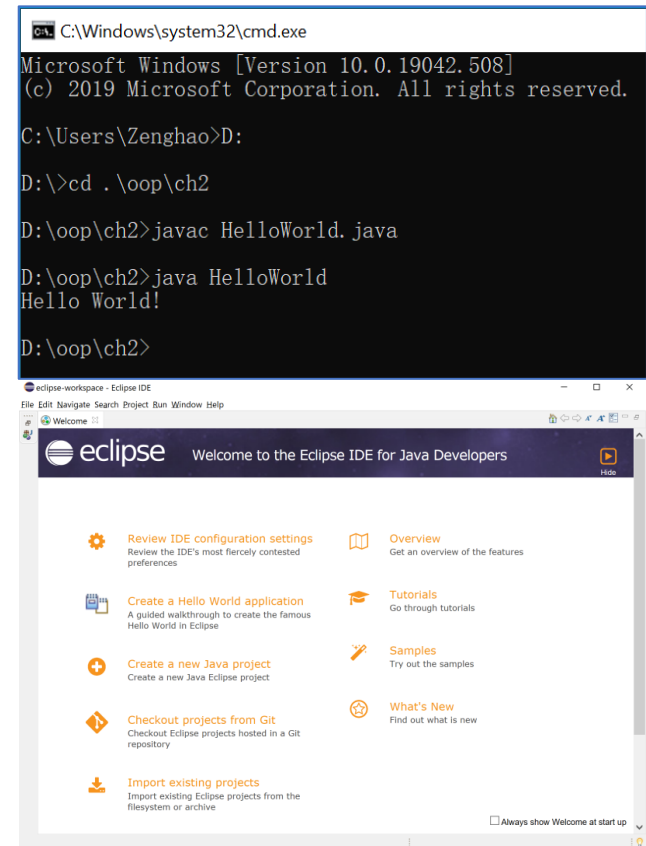 C:\Windows\system32\cmd.exe
Microsoft Windows [Version 10.0.19042.508]
(c) 2019 Microsoft Corporation. All rights reserved.
C:\Users\Zenghao>D:
D:\>cd .\oop\ch2
D:\oop\ch2>javac HelloWorld.java
D:\oop\ch2>java HelloWorld
Hello World!
D:\oop\ch2>
eclipse-workspace - Eclipse IDE
File Edit Navigate Search Project Run Window Help
Welcome
eclipse Welcome to the Eclipse IDE for Java Developers
Hide
Review IDE configuration settings
Review the IDE's most fiercely contested
preferences
Create a Hello World application
A guided walkthrough to create the famous
Hello World in Eclipse
Create a new Java project
Create a new Java Eclipse project
Checkout projects from Git
Checkout Eclipse projects hosted in a Git
repository
Import existing projects
Import existing Eclipse projects from the
filesystem or archive
Overview
Get an overview of the features
Tutorials
Go through tutorials
Samples
Try out the samples
What's New
Find out what is new
Always show Welcome at start up